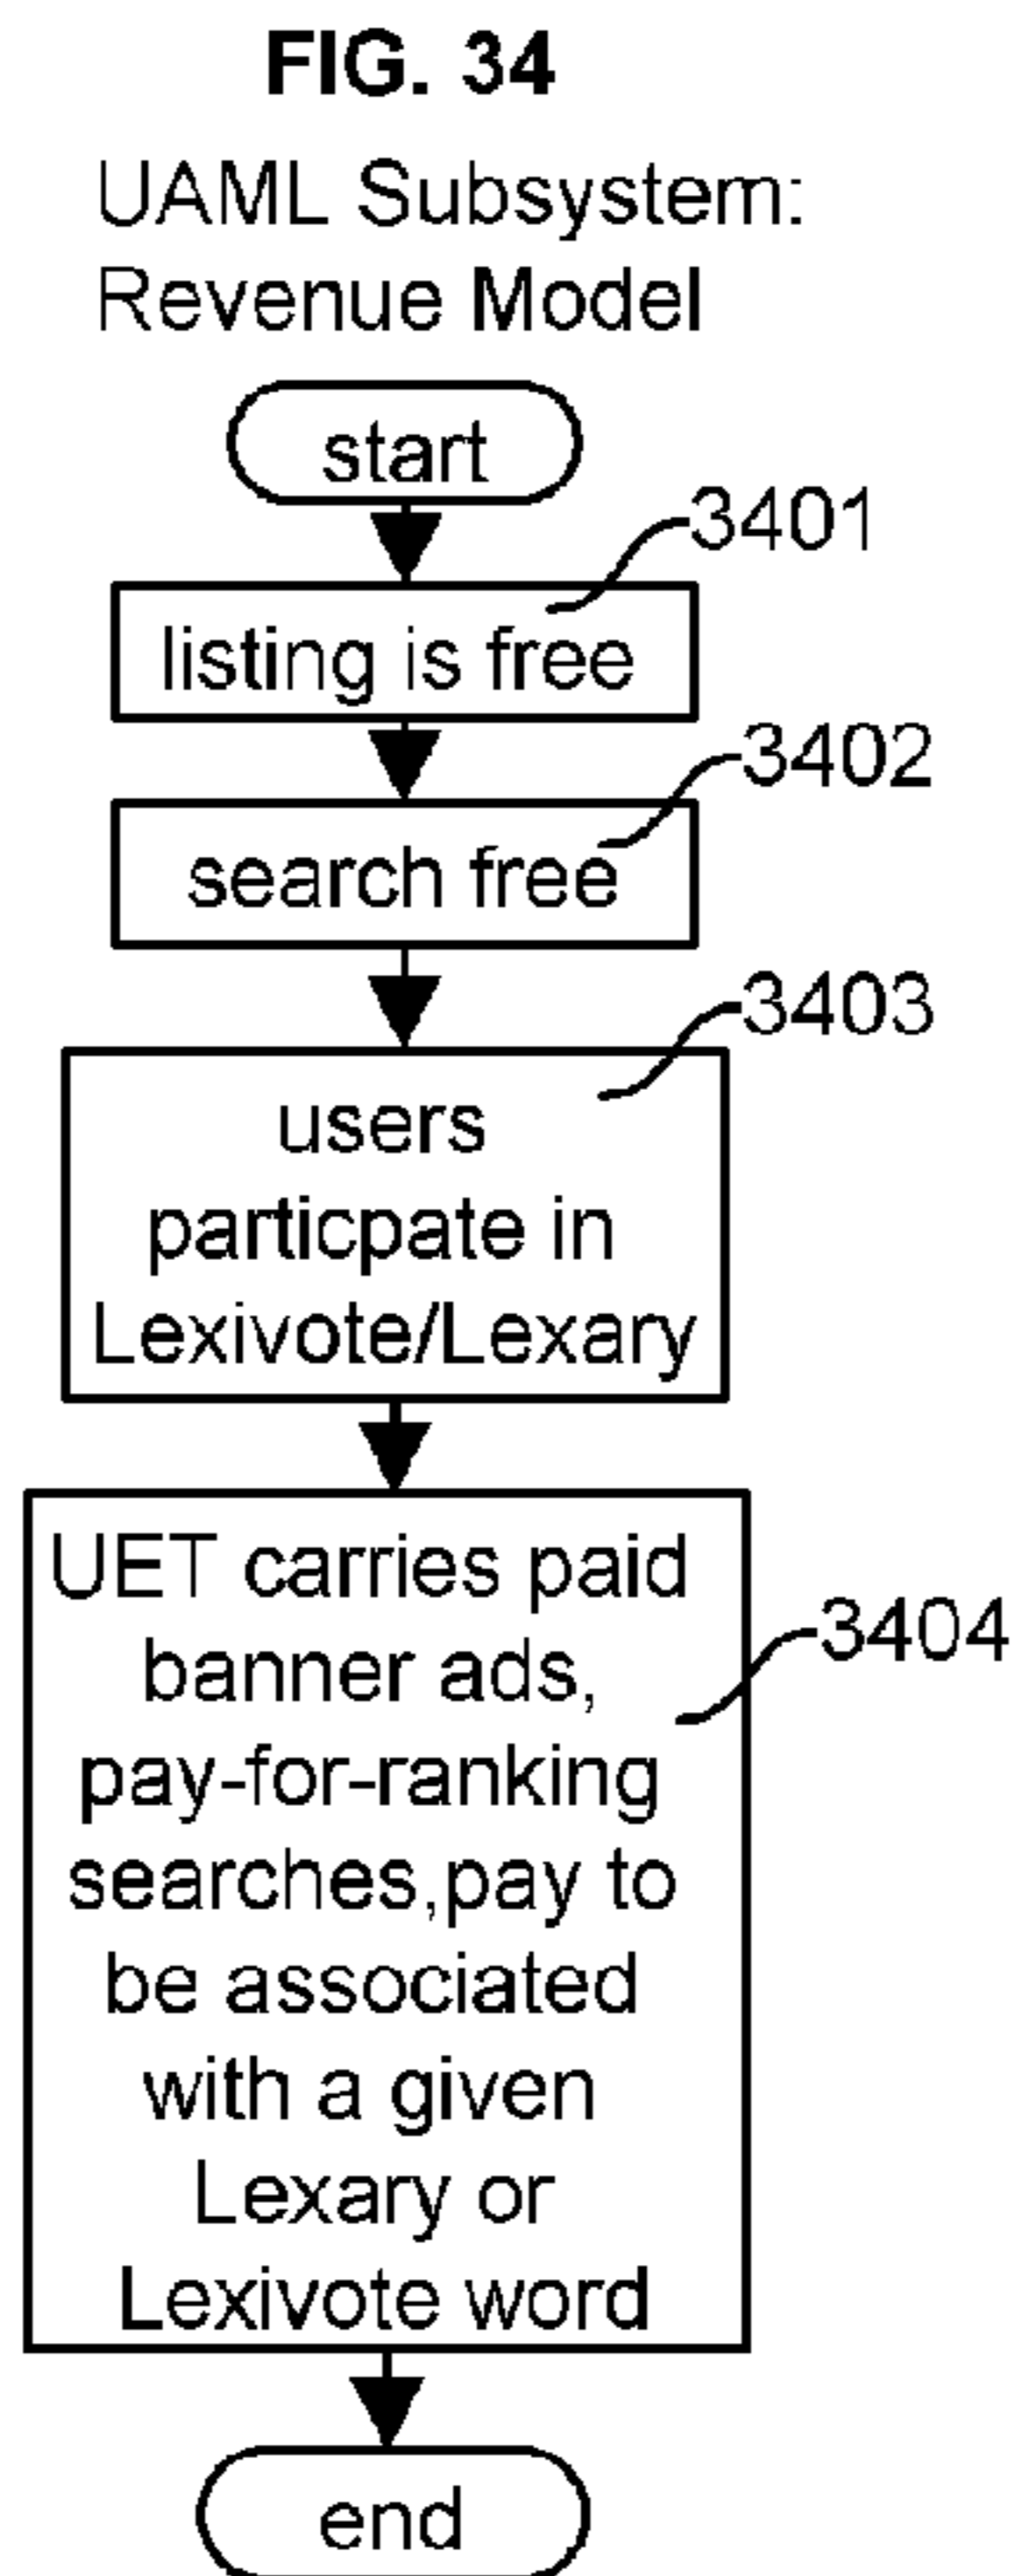 FIG. 34
UAML Subsystem:
Revenue Model
start
3401
listing is free
3402
search free
3403
users
particpate in
Lexivote/Lexary
UET carries paid
3404
banner ads,
pay-for-ranking
searches,pay to
be associated
with a given
Lexary or
Lexivote word
end